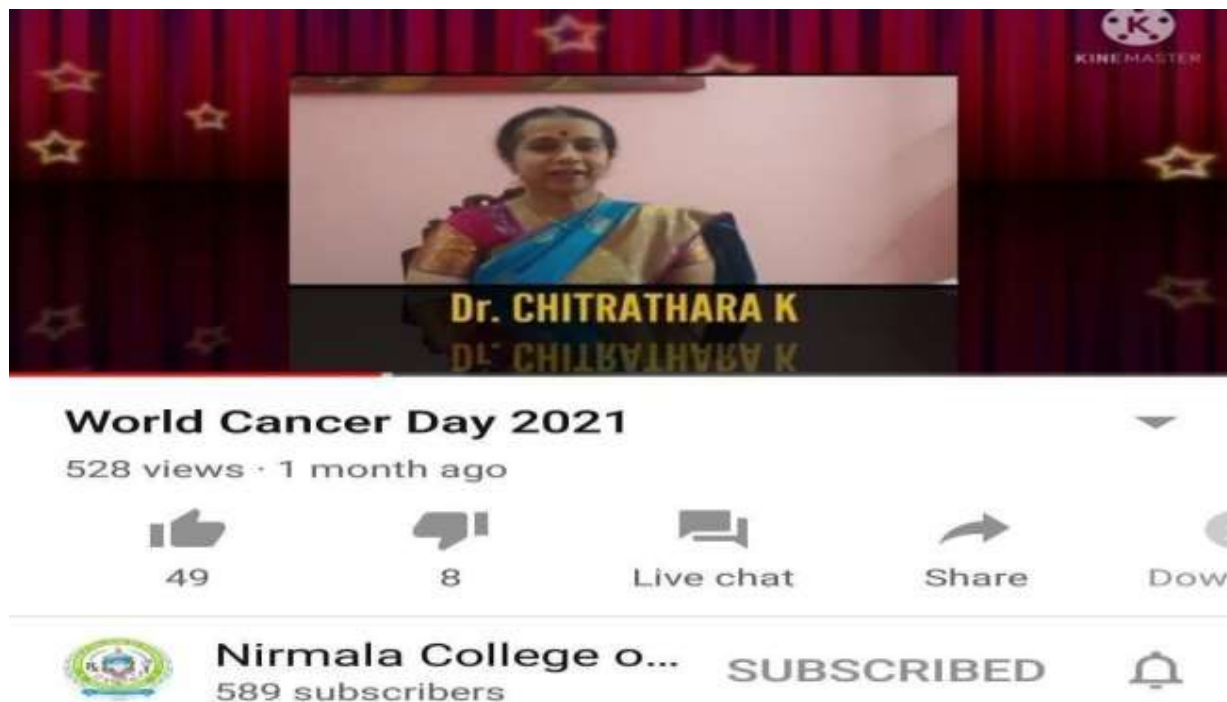 KINEMASTER
Dr. CHITRATHARA K
World Cancer Day 2021
528 views · 1 month ago
49
8
Live chat
Share
Dow
Nirmala College o...
SUBSCRIBED
589 subscribers